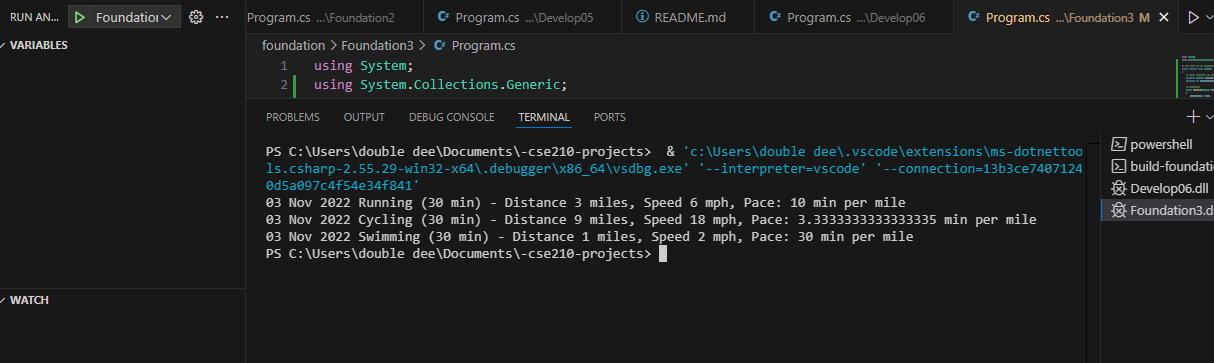 RUN AN... Foundation ...
Program.cs ...\Foundation2 Program.cs ...\Develop05 README.md Program.cs ...\Develop06 Program.cs ...\Foundation3 M
VARIABLES
foundation > Foundation3 > Program.cs
1 using System;
2 using System.Collections.Generic;
PROBLEMS OUTPUT DEBUG CONSOLE TERMINAL PORTS
PS C:\Users\double dee\Documents\-cse210-projects>  & 'c:\Users\double dee\.vscode\extensions\ms-dotnettoo
ls.csharp-2.55.29-win32-x64\.debugger\x86_64\vsdbg.exe' '--interpreter=vscode' '--connection=13b3ce7407124
0d5a097c4f54e34f841'
03 Nov 2022 Running (30 min) - Distance 3 miles, Speed 6 mph, Pace: 10 min per mile
03 Nov 2022 Cycling (30 min) - Distance 9 miles, Speed 18 mph, Pace: 3.3333333333333335 min per mile
03 Nov 2022 Swimming (30 min) - Distance 1 miles, Speed 2 mph, Pace: 30 min per mile
PS C:\Users\double dee\Documents\-cse210-projects>
powershell
build-foundatio
Develop06.dll
Foundation3.d
WATCH